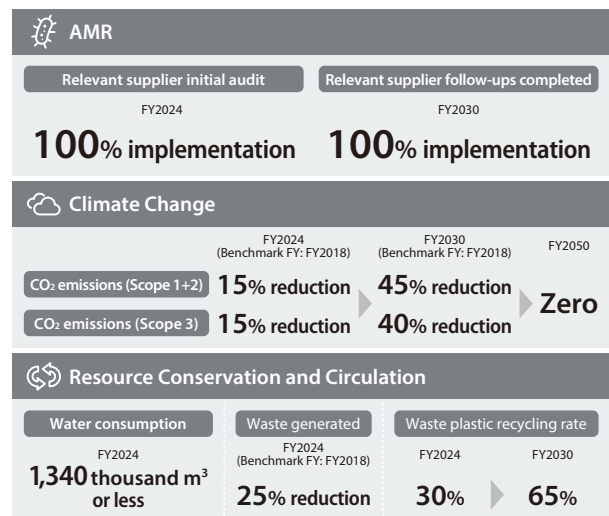 AMR
Relevant supplier initial audit
FY2024
100% implementation
Relevant supplier follow-ups completed
FY2030
100% implementation
Climate Change
FY2024
(Benchmark FY: FY2018)
FY2030
(Benchmark FY: FY2018)
FY2050
CO₂ emissions (Scope 1+2)
15% reduction
45% reduction
CO₂ emissions (Scope 3)
15% reduction
40% reduction
Zero
Resource Conservation and Circulation
Water consumption
FY2024
1,340 thousand m³
or less
Waste generated
FY2024
(Benchmark FY: FY2018)
25% reduction
Waste plastic recycling rate
FY2024
30%
FY2030
65%